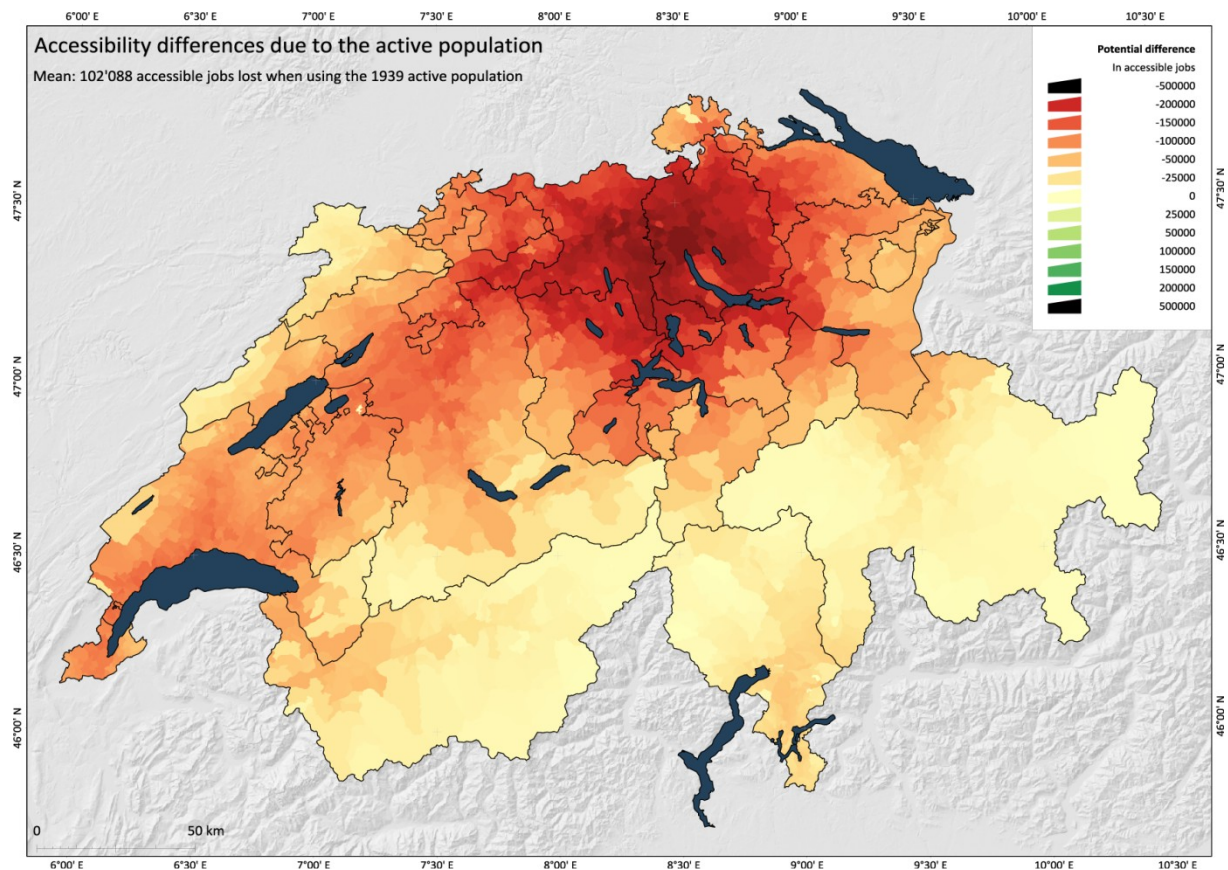 6°00' E 6°30' E 7°00' E 7°30' E 8°00' E 8°30' E 9°00' E 9°30' E 10°00' E 10°30' E
Accessibility differences due to the active population
Mean: 102'088 accessible jobs lost when using the 1939 active population
Potential difference
In accessible jobs
-500000
-200000
-150000
-100000
-50000
-25000
0
25000
50000
100000
150000
200000
500000
47°30' N 47°30' N
47°00' N 47°00' N
46°30' N 46°30' N
46°00' N 46°00' N
0 50 km
6°00' E 6°30' E 7°00' E 7°30' E 8°00' E 8°30' E 9°00' E 9°30' E 10°00' E 10°30' E